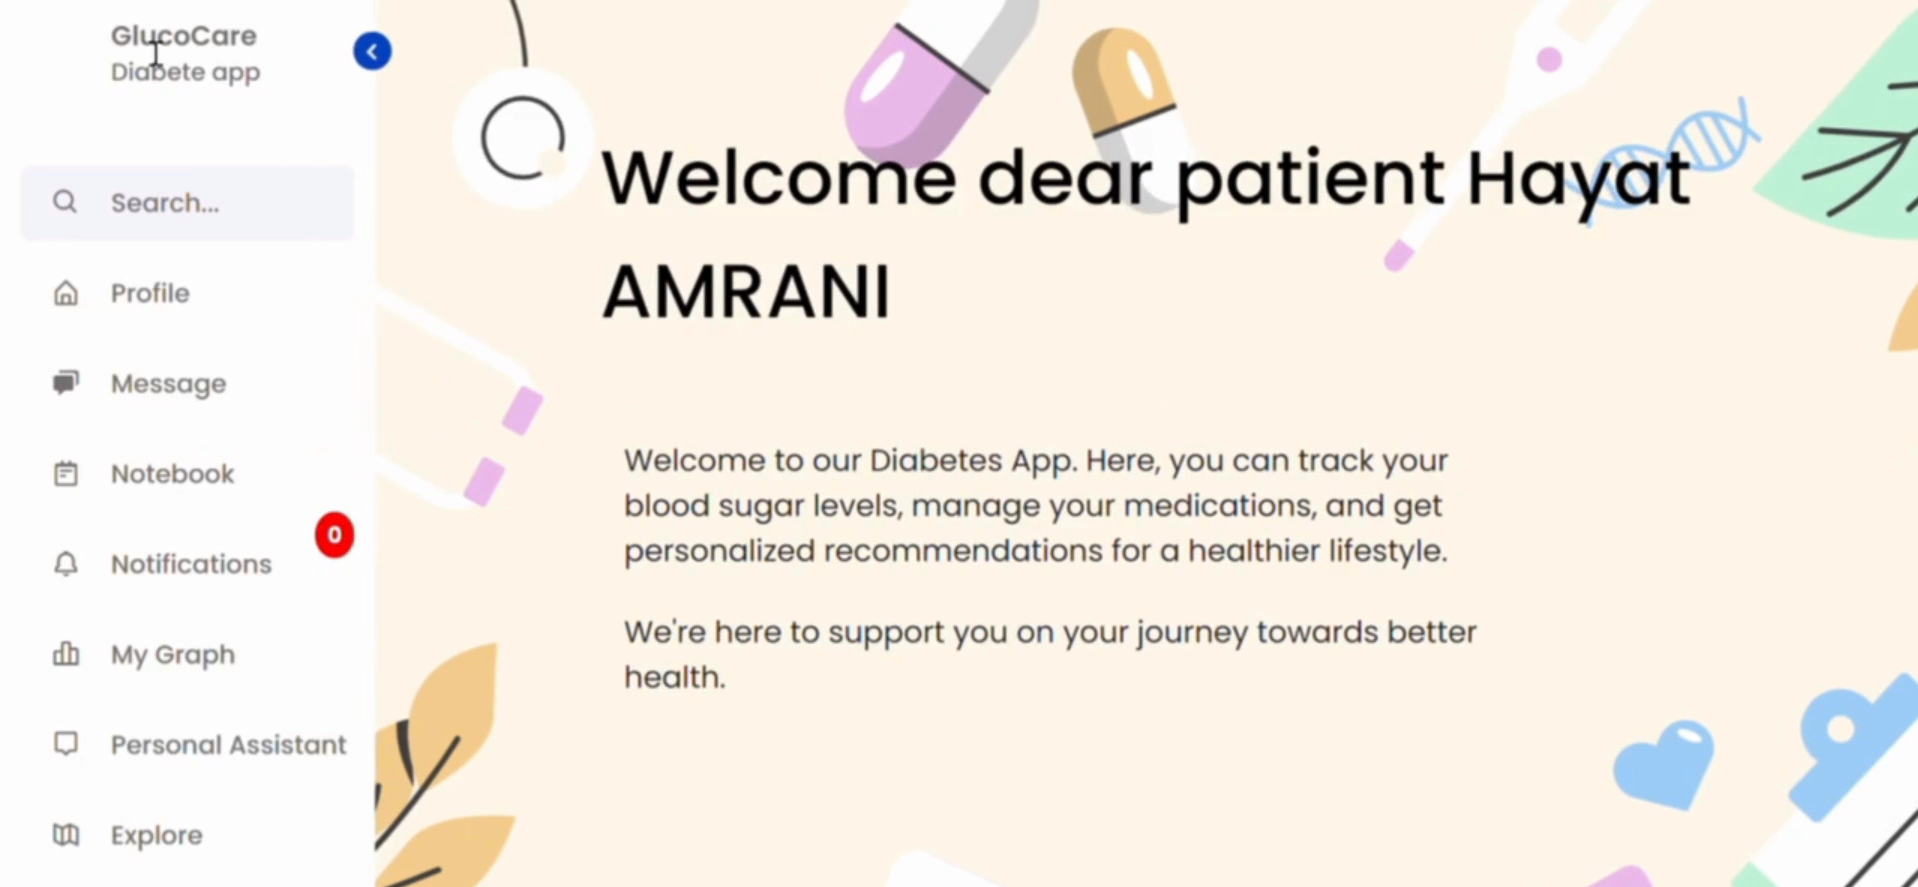 GlucoCare
Diabete app
Search...
Profile
Message
Notebook
0
Notifications
My Graph
Personal Assistant
Explore
Welcome dear patient Hayat
AMRANI
Welcome to our Diabetes App. Here, you can track your
blood sugar levels, manage your medications, and get
personalized recommendations for a healthier lifestyle.
We're here to support you on your journey towards better
health.